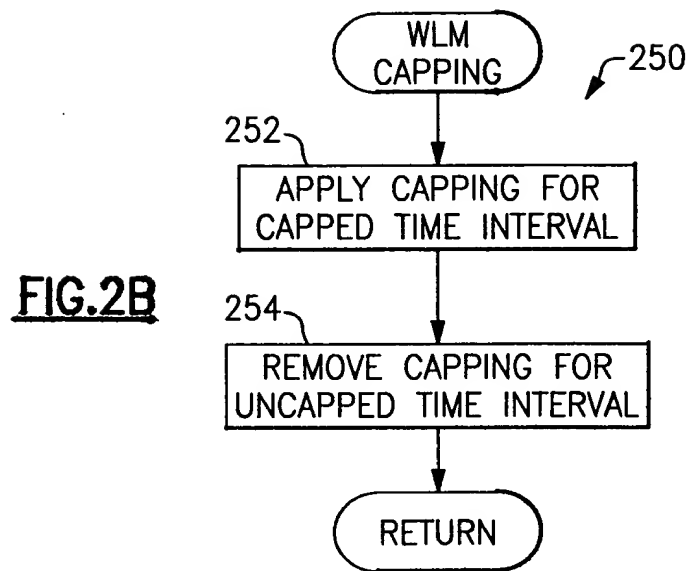 WLM
CAPPING
250
252
APPLY CAPPING FOR
CAPPED TIME INTERVAL
FIG.2B
254
REMOVE CAPPING FOR
UNCAPPED TIME INTERVAL
RETURN